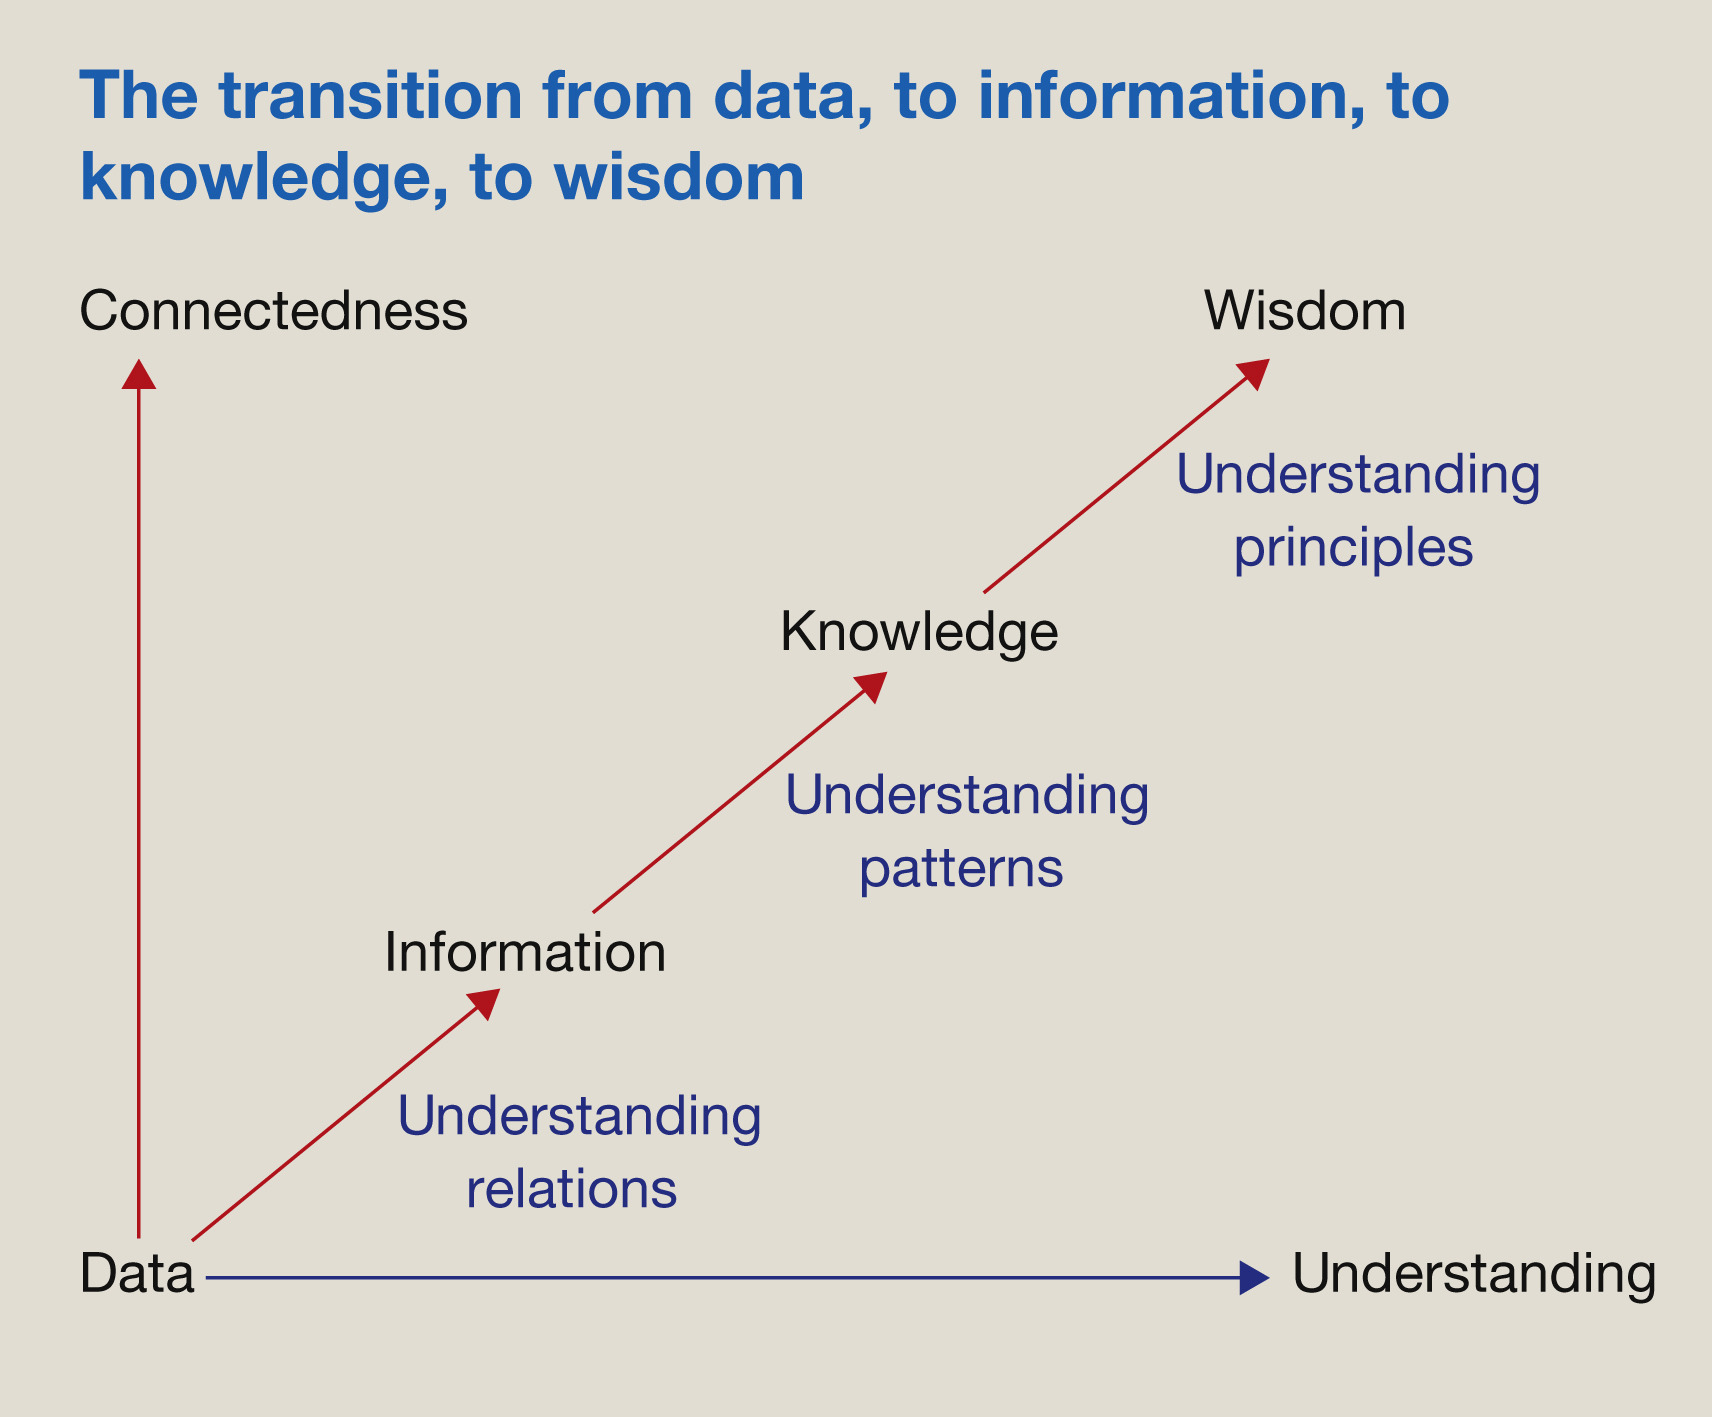 The transition from data, to information, to
knowledge, to wisdom
Connectedness
Wisdom
Understanding
principles
Knowledge
Understanding
patterns
Information
Understanding
relations
Data
Understanding